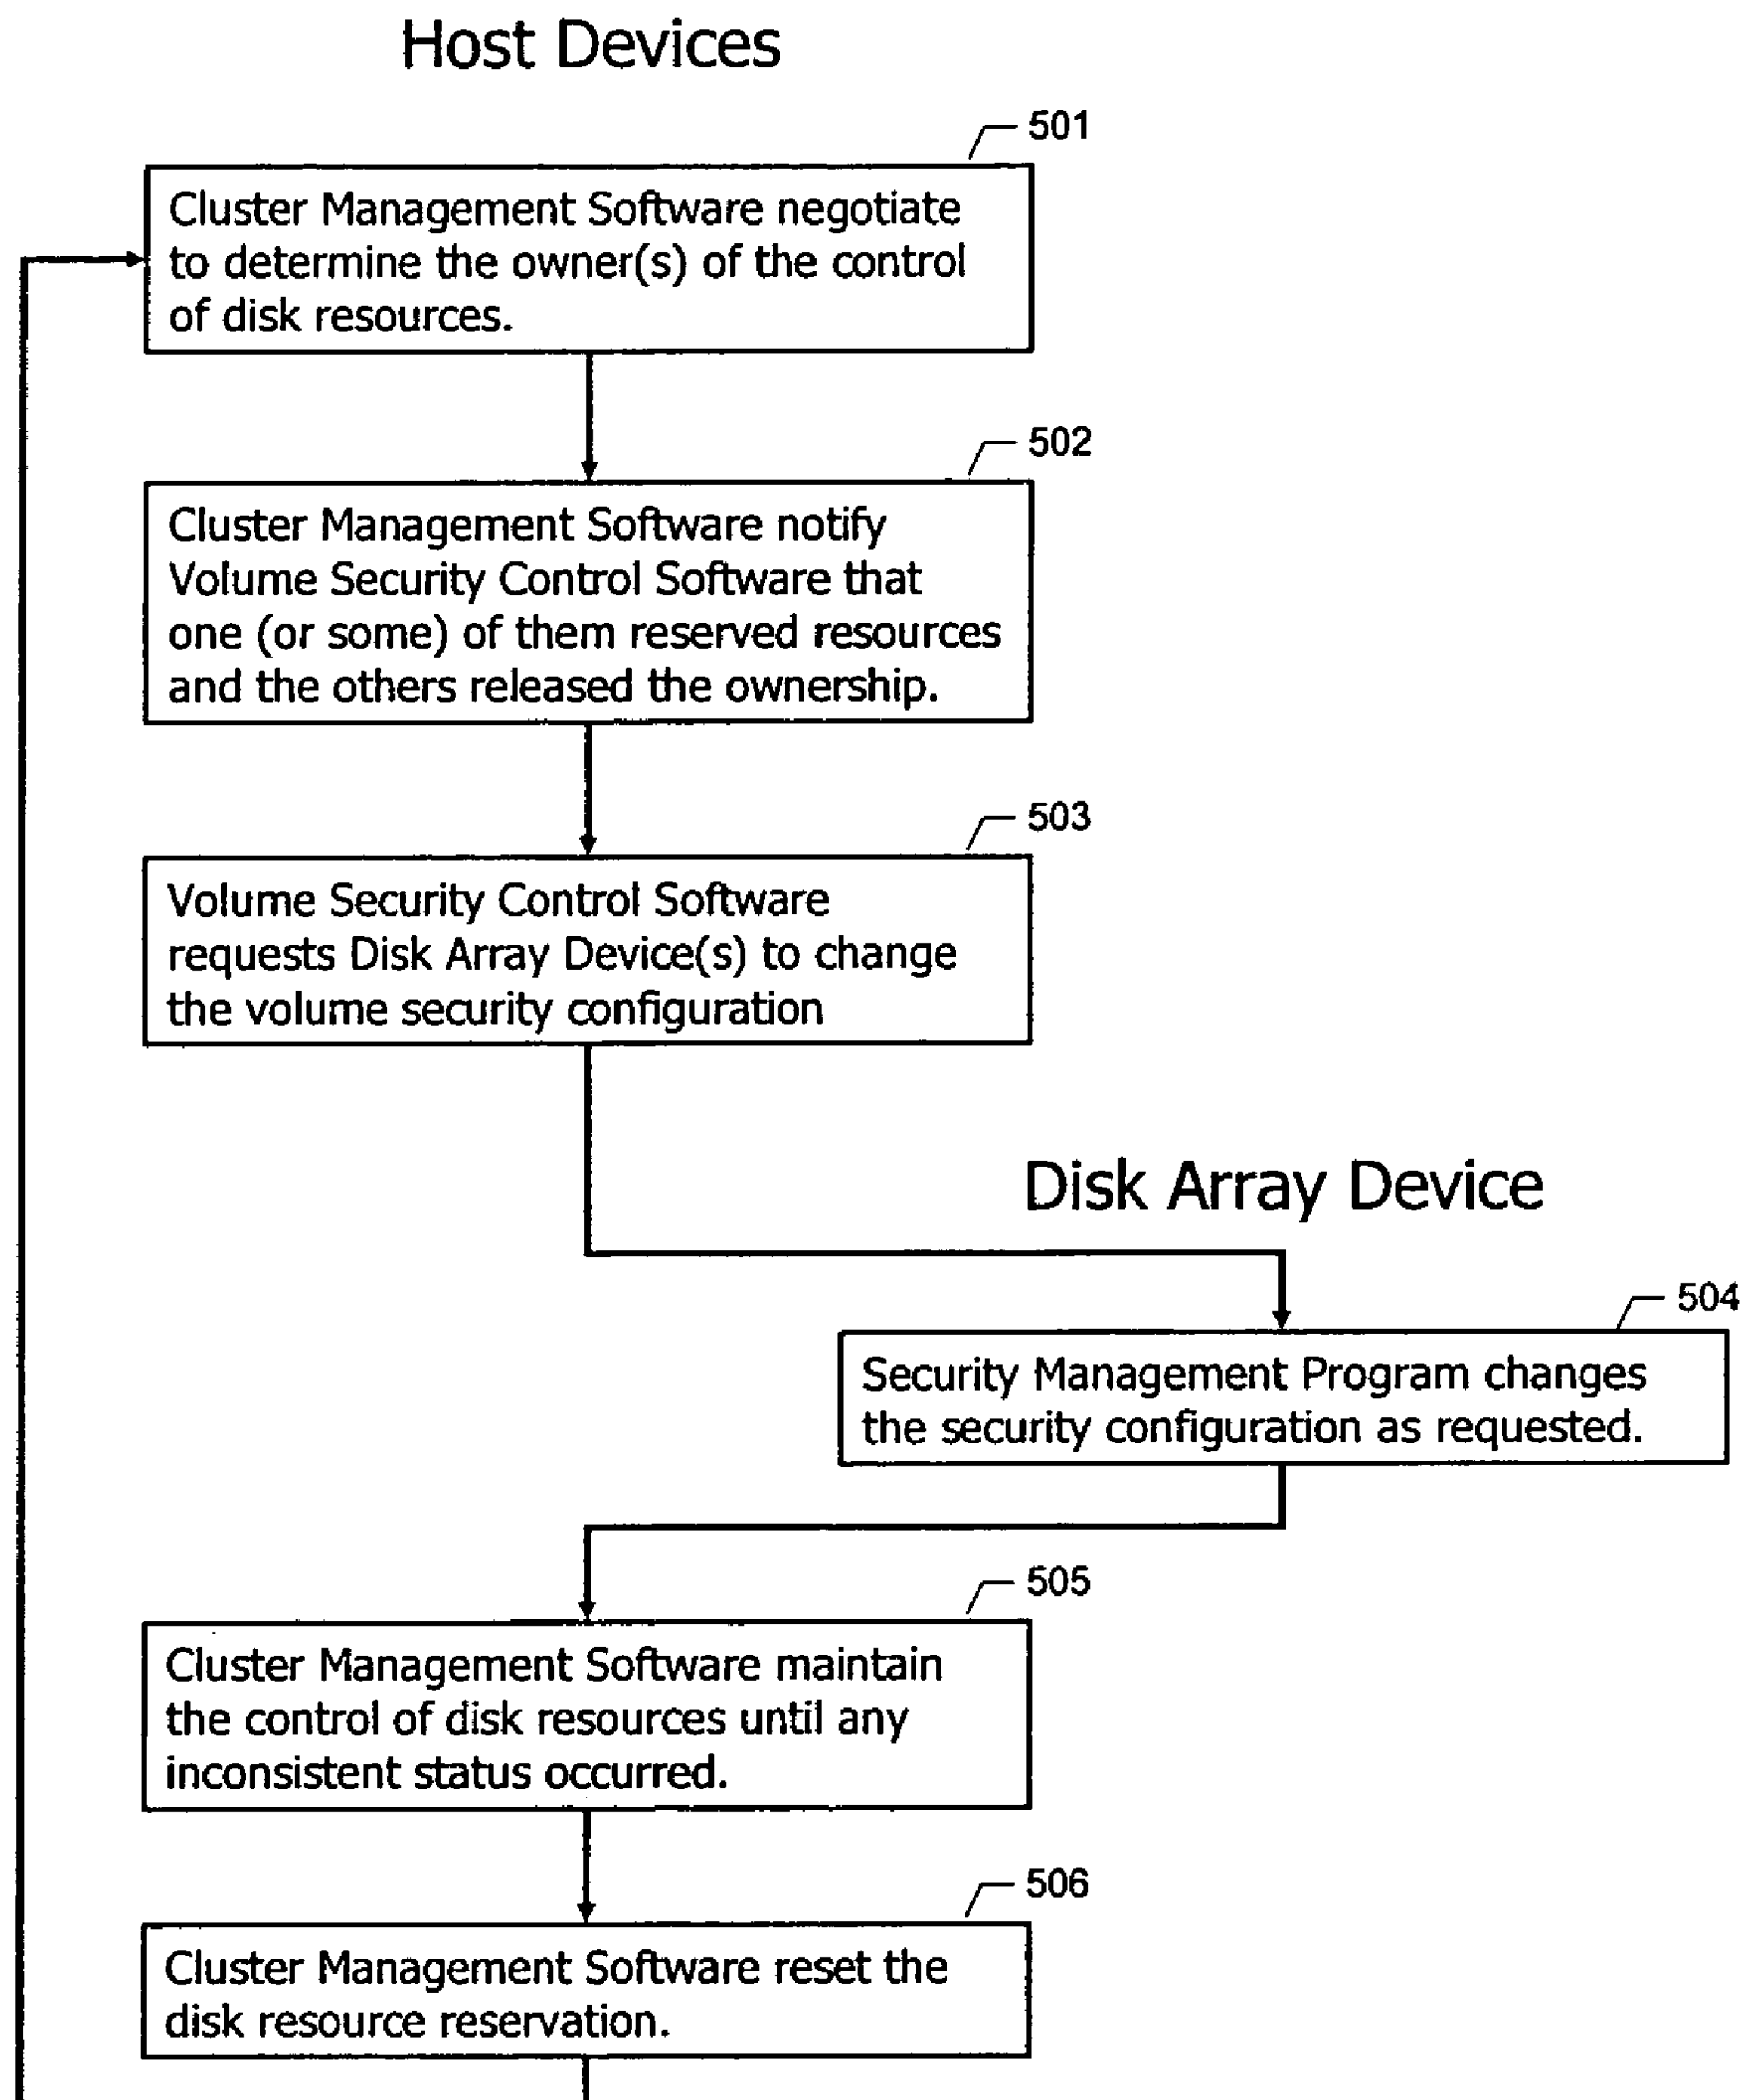 Host Devices
501
Cluster Management Software negotiate
to determine the owner(s) of the control
of disk resources.
502
Cluster Management Software notify
Volume Security Control Software that
one (or some) of them reserved resources
and the others released the ownership.
503
Volume Security Control Software
requests Disk Array Device(s) to change
the volume security configuration
Disk Array Device
504
Security Management Program changes
the security configuration as requested.
505
Cluster Management Software maintain
the control of disk resources until any
inconsistent status occurred.
506
Cluster Management Software reset the
disk resource reservation.